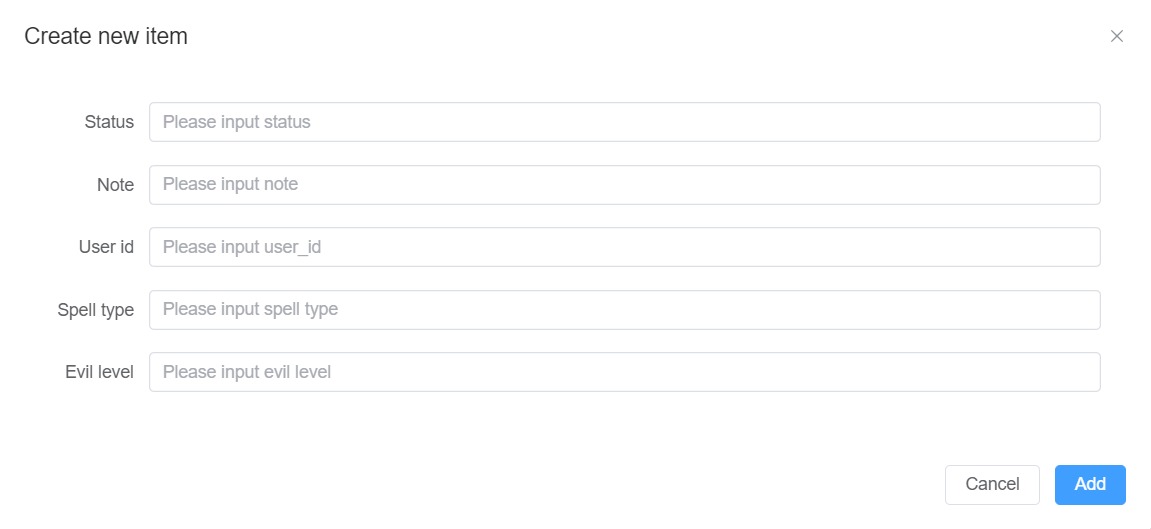 Create new item
Status Please input status
Note Please input note
User id Please input user_id
Spell type Please input spell type
Evil level Please input evil level
Cancel Add